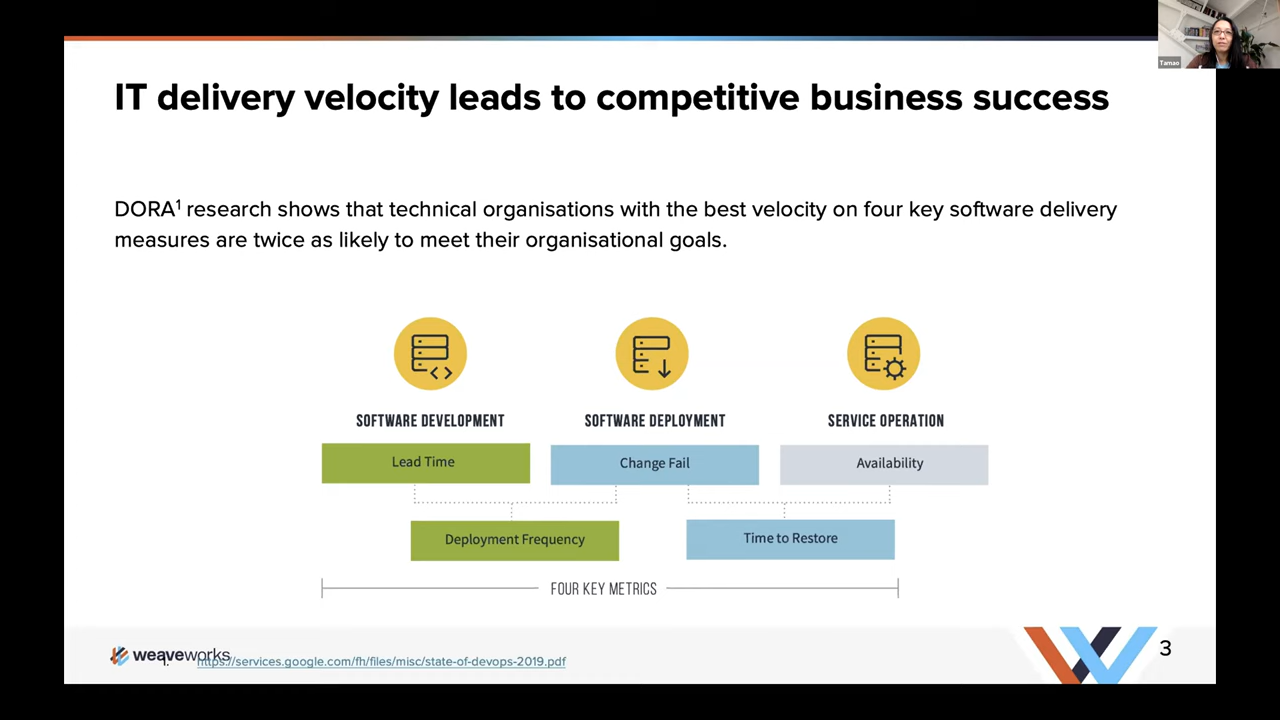 Tamao
IT delivery velocity leads to competitive business success
DORA1 research shows that technical organisations with the best velocity on four key software delivery
measures are twice as likely to meet their organisational goals.
SOFTWARE DEVELOPMENT
SOFTWARE DEPLOYMENT
SERVICE OPERATION
Lead Time
Change Fail
Availability
Deployment Frequency
Time to Restore
FOUR KEY METRICS
weaveworks
1. https://services.google.com/fh/files/misc/state-of-devops-2019.pdf
3